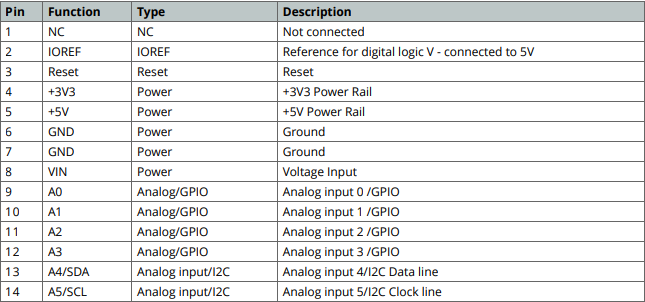 Pin Function Type Description
1 NC NC Not connected
2 IOREF IOREF Reference for digital logic V - connected to 5V
3 Reset Reset Reset
4 +3V3 Power +3V3 Power Rail
5 +5V Power +5V Power Rail
6 GND Power Ground
7 GND Power Ground
8 VIN Power Voltage Input
9 A0 Analog/GPIO Analog input 0 /GPIO
10 A1 Analog/GPIO Analog input 1 /GPIO
11 A2 Analog/GPIO Analog input 2 /GPIO
12 A3 Analog/GPIO Analog input 3 /GPIO
13 A4/SDA Analog input/I2C Analog input 4/I2C Data line
14 A5/SCL Analog input/I2C Analog input 5/I2C Clock line